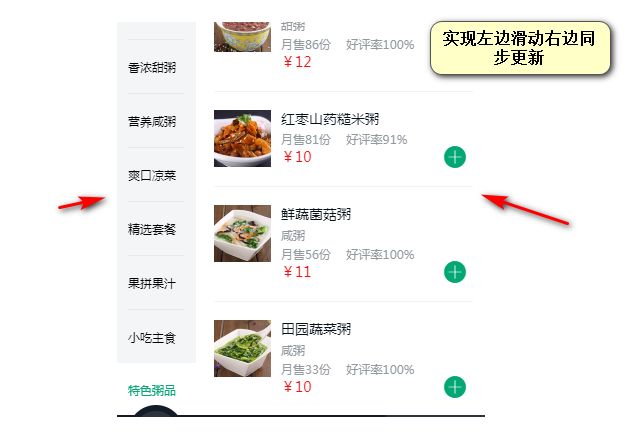 香浓甜粥
营养咸粥
爽口凉菜
精选套餐
果拼果汁
小吃主食
特色粥品
甜粥
月售86份 好评率100%
￥12
红枣山药糙米粥
月售81份 好评率91%
￥10
鲜蔬菌菇粥
咸粥
月售56份 好评率100%
￥11
田园蔬菜粥
咸粥
月售33份 好评率100%
￥10
实现左边滑动右边同
步更新